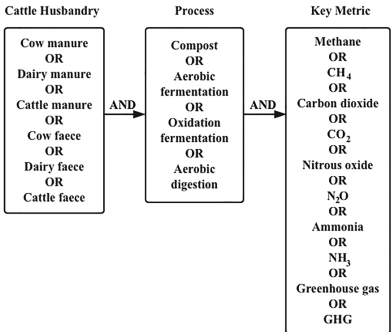 Cattle Husbandry
Cow manure
OR
Dairy manure
OR
Cattle manure
OR
Cow faece
OR
Dairy faece
OR
Cattle faece
AND
Process
Compost
OR
Aerobic
fermentation
OR
Oxidation
fermentation
OR
Aerobic
digestion
AND
Key Metric
Methane
OR
CH₄
OR
Carbon dioxide
OR
CO₂
OR
Nitrous oxide
OR
N₂O
OR
Ammonia
OR
NH₃
OR
Greenhouse gas
OR
GHG